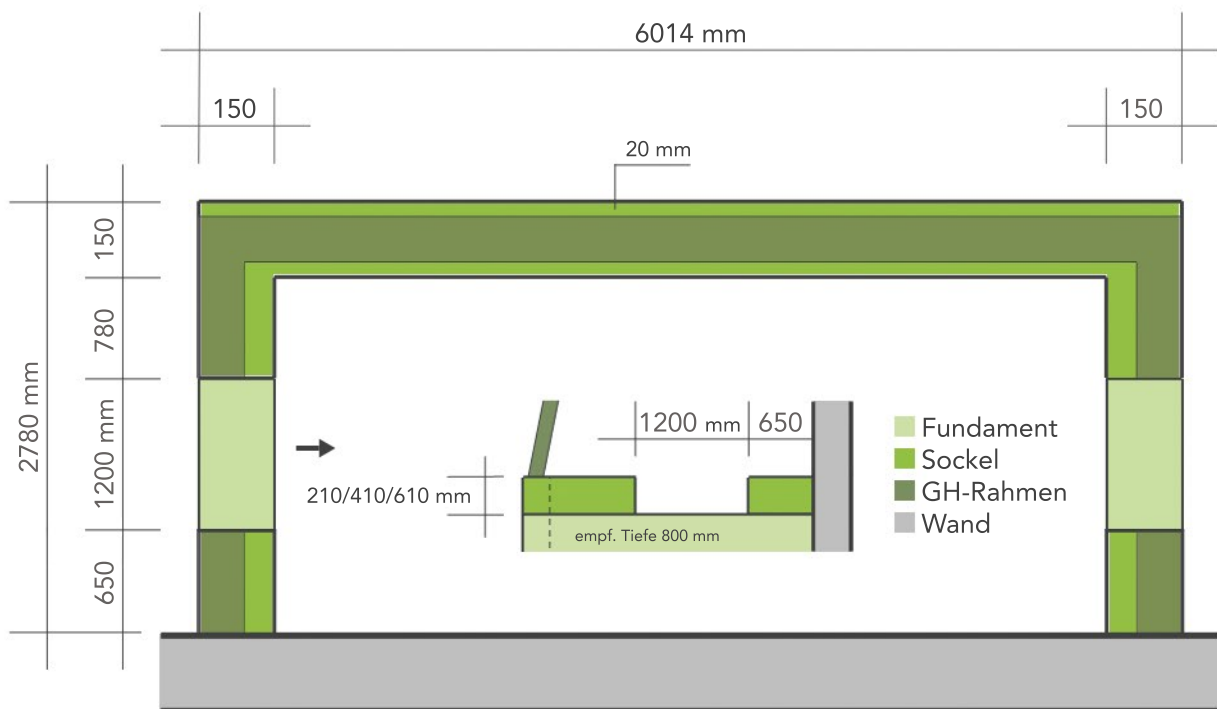 6014 mm
150
150
20 mm
150
780
2780 mm
1200 mm
650
1200 mm
650
210/410/610 mm
empf. Tiefe 800 mm
Fundament
Sockel
GH-Rahmen
Wand